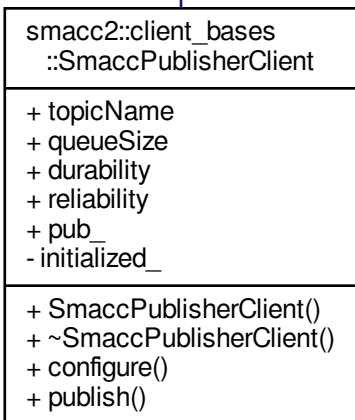 smacc2::client_bases
::SmaccPublisherClient
+ topicName
+ queueSize
+ durability
+ reliability
+ pub_
- initialized_
+ SmaccPublisherClient()
+ ~SmaccPublisherClient()
+ configure()
+ publish()